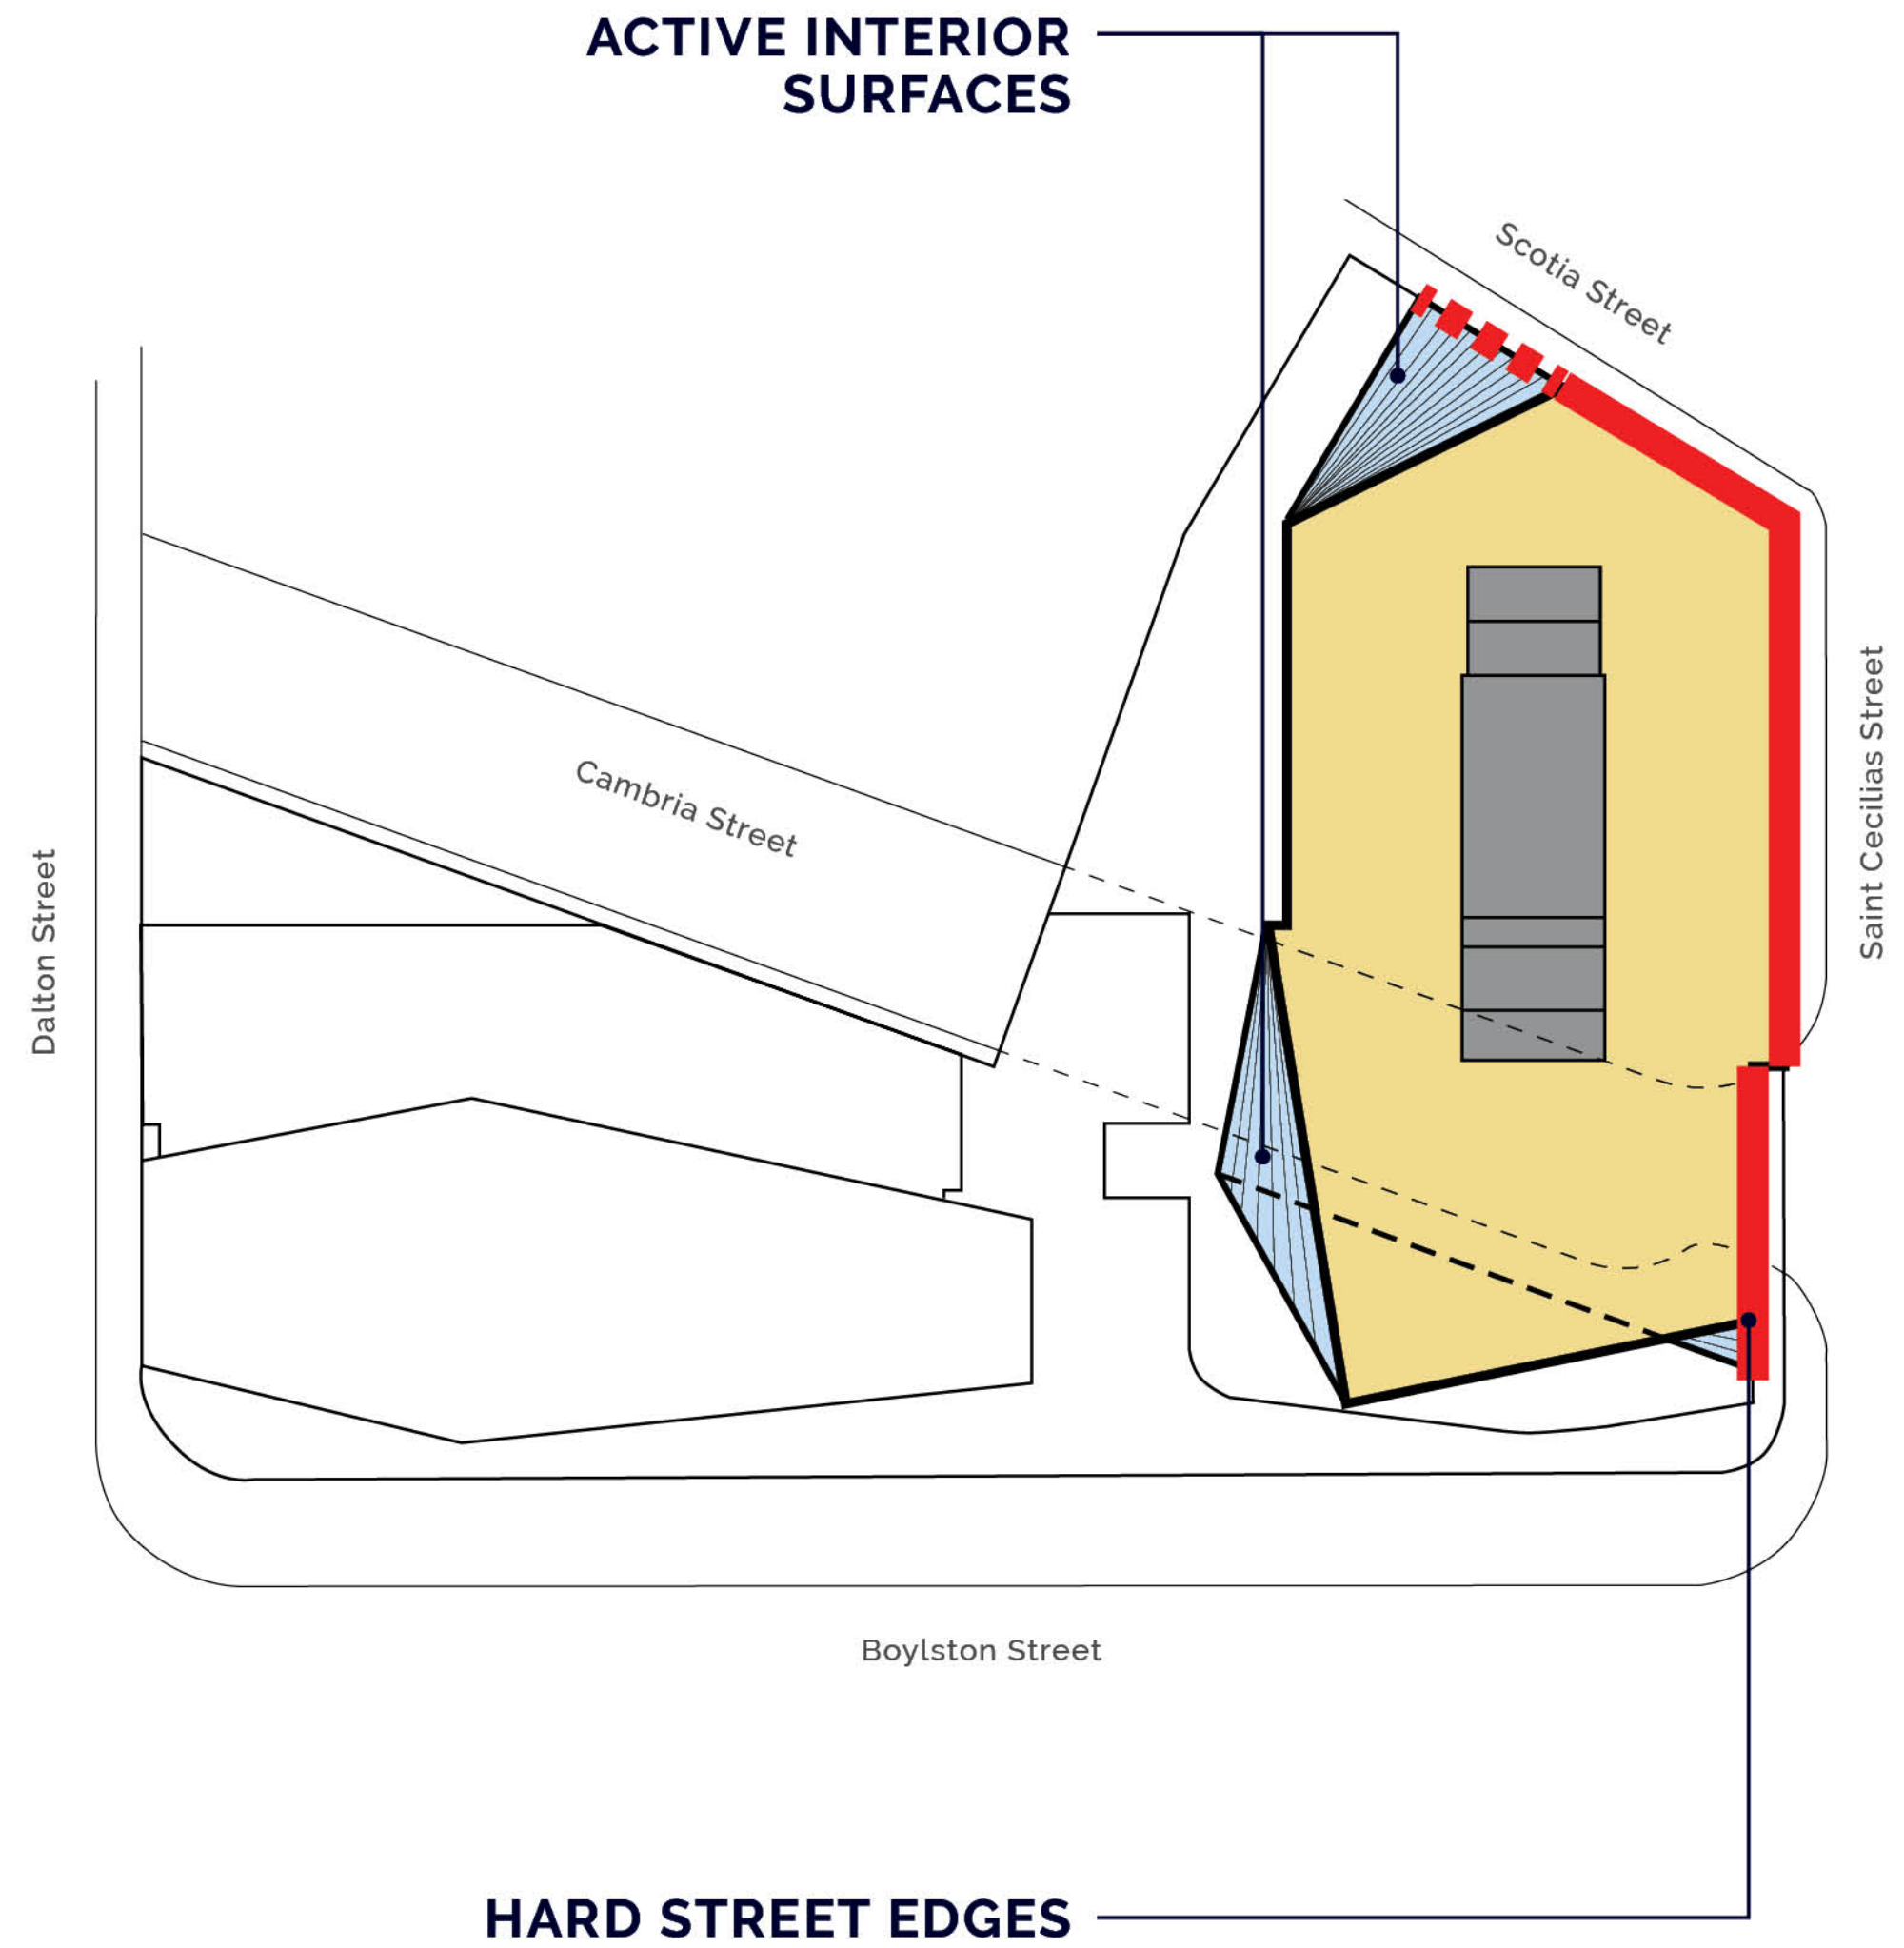 ACTIVE INTERIOR
SURFACES
Scotia Street
Cambria Street
Dalton Street
Saint Cecilias Street
Boylston Street
HARD STREET EDGES